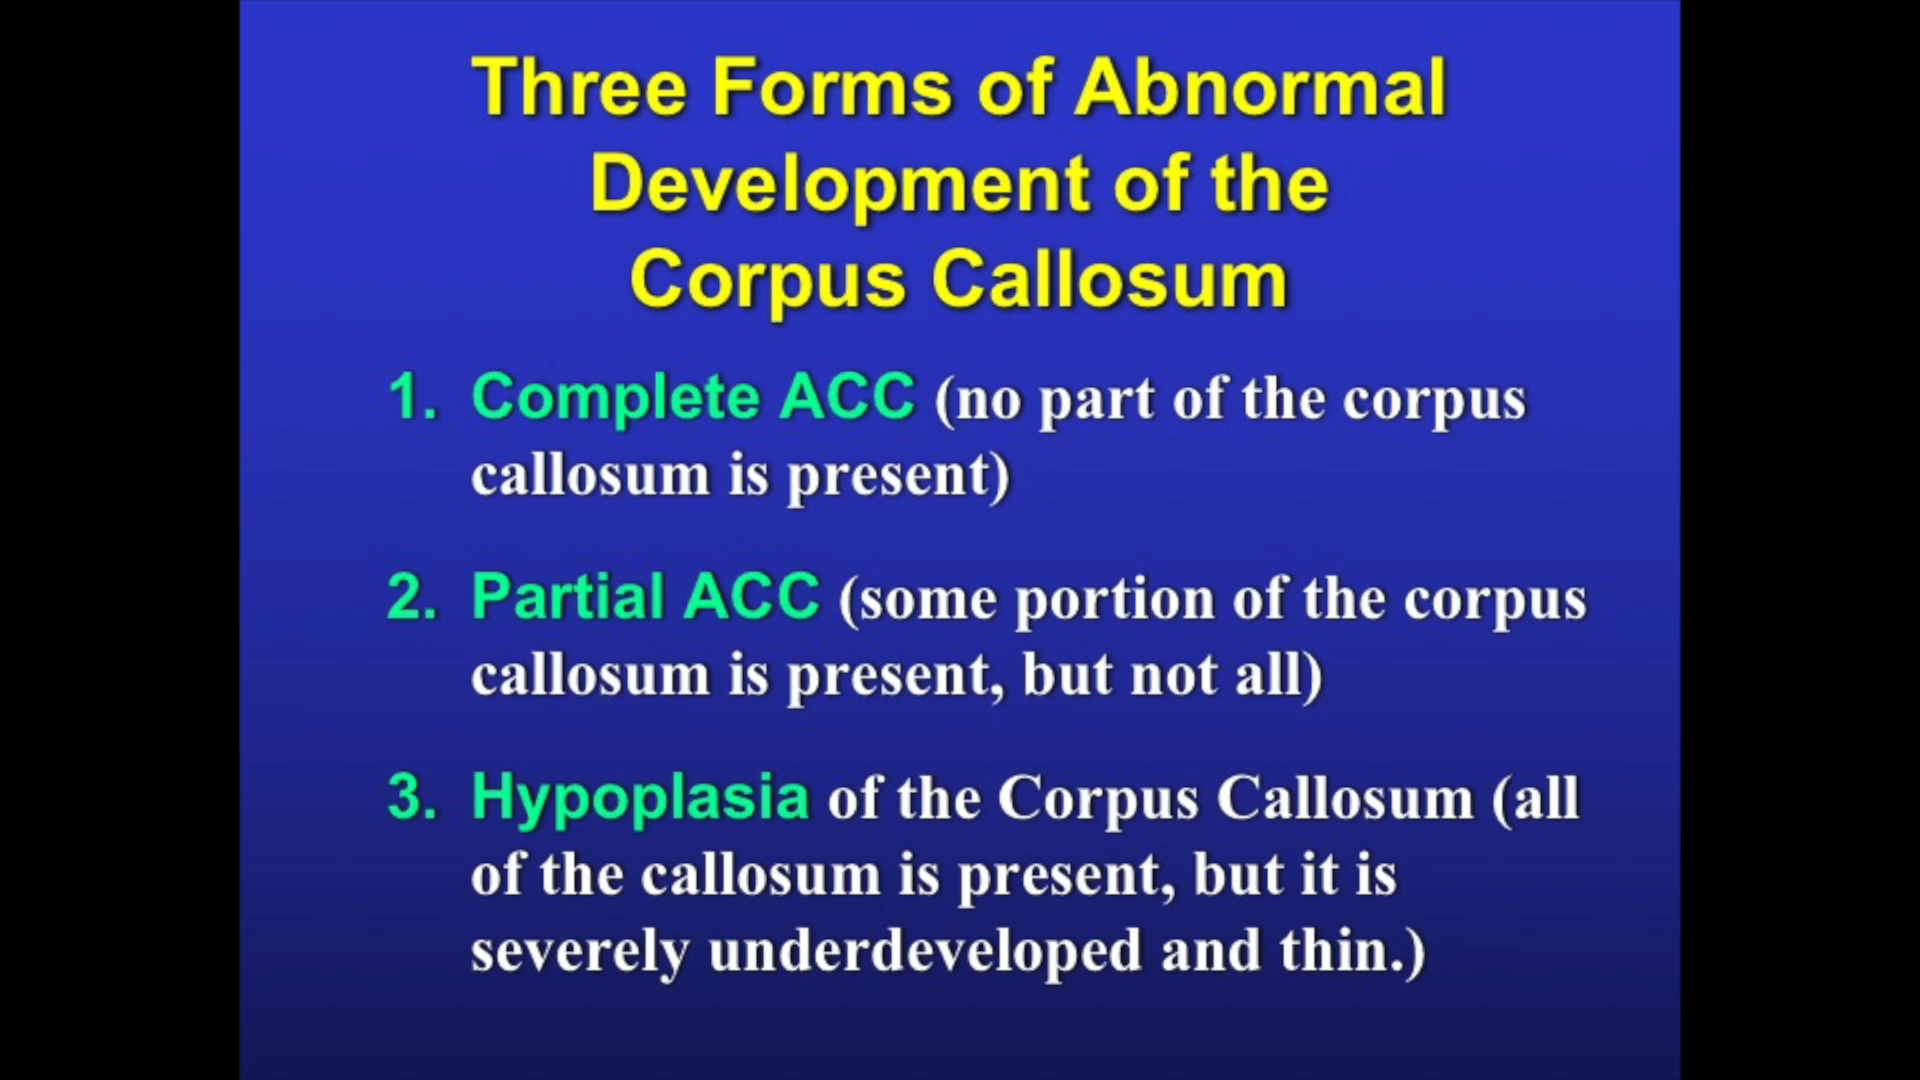 Three Forms of Abnormal
Development of the
Corpus Callosum
1. Complete ACC (no part of the corpus
callosum is present)
2. Partial ACC (some portion of the corpus
callosum is present, but not all)
3. Hypoplasia of the Corpus Callosum (all
of the callosum is present, but it is
severely underdeveloped and thin.)